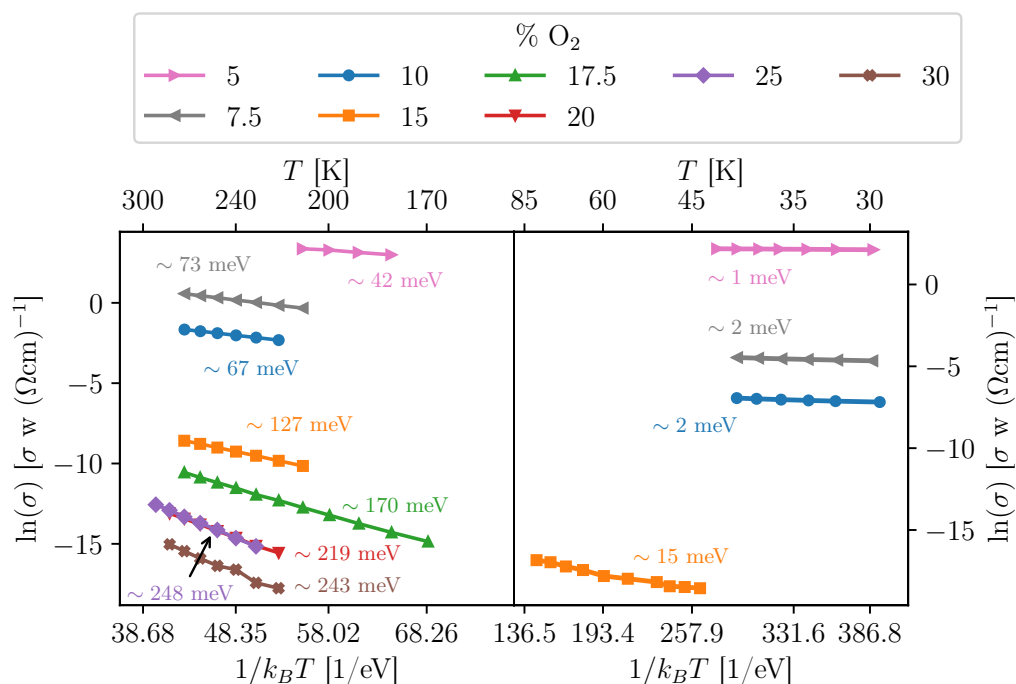 % O₂
5 10 17.5 25 30
7.5 15 20
T [K] T [K]
300 240 200 170 85 60 45 35 30
~ 73 meV
~ 42 meV
~ 67 meV
~ 127 meV
~ 170 meV
~ 219 meV
~ 248 meV
~ 243 meV
~ 1 meV
~ 2 meV
~ 2 meV
~ 15 meV
0
−5
−10
−15
0
−5
−10
−15
ln(σ) [σ w (Ωcm)⁻¹
ln(σ) [σ w (Ωcm)⁻¹
38.68 48.35 58.02 68.26 136.5 193.4 257.9 331.6 386.8
1/k_BT [1/eV] 1/k_BT [1/eV]